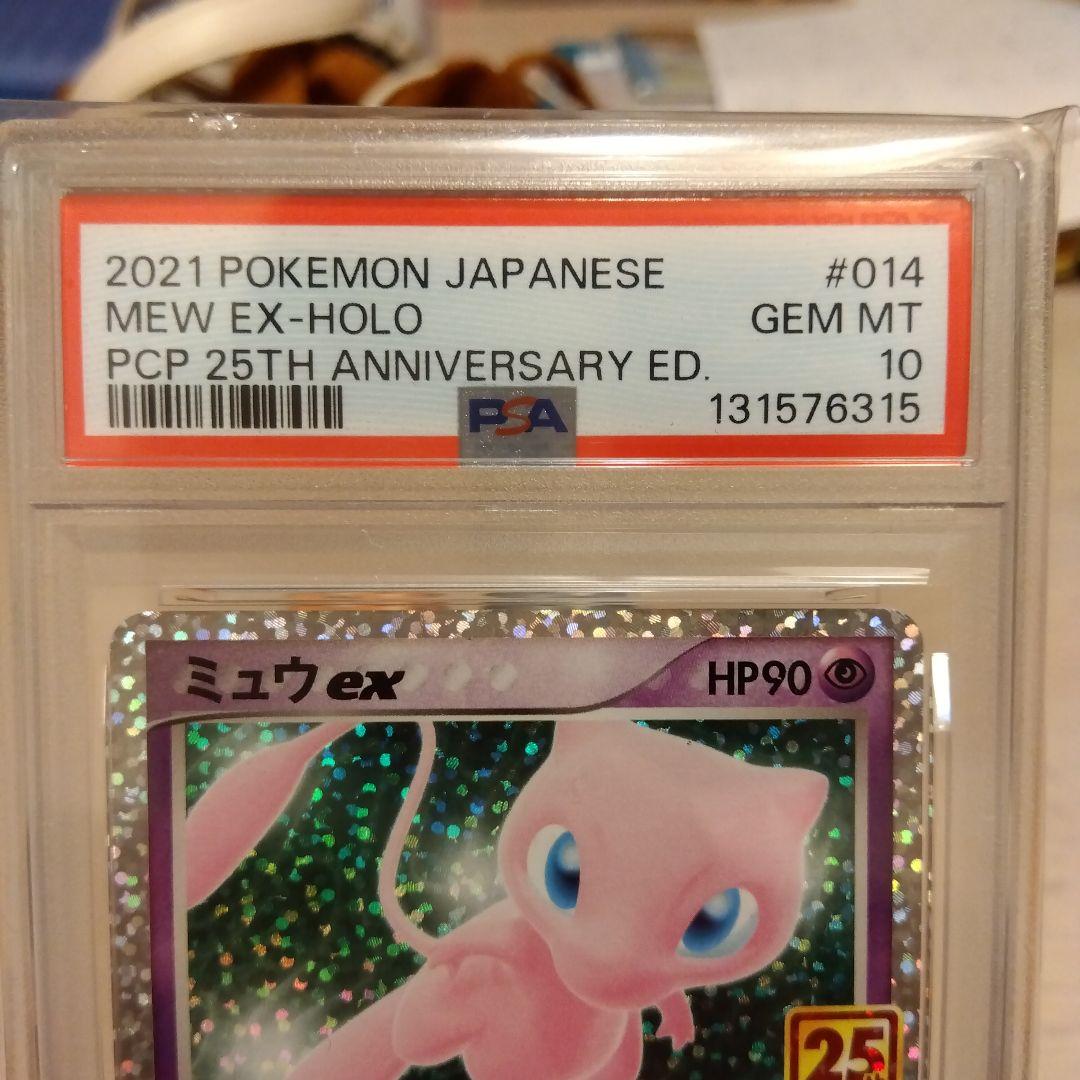 2021 POKEMON JAPANESE #014
MEW EX-HOLO GEM MT
PCP 25TH ANNIVERSARY ED. 10
PSA 131576315
ミュウex HP90
25